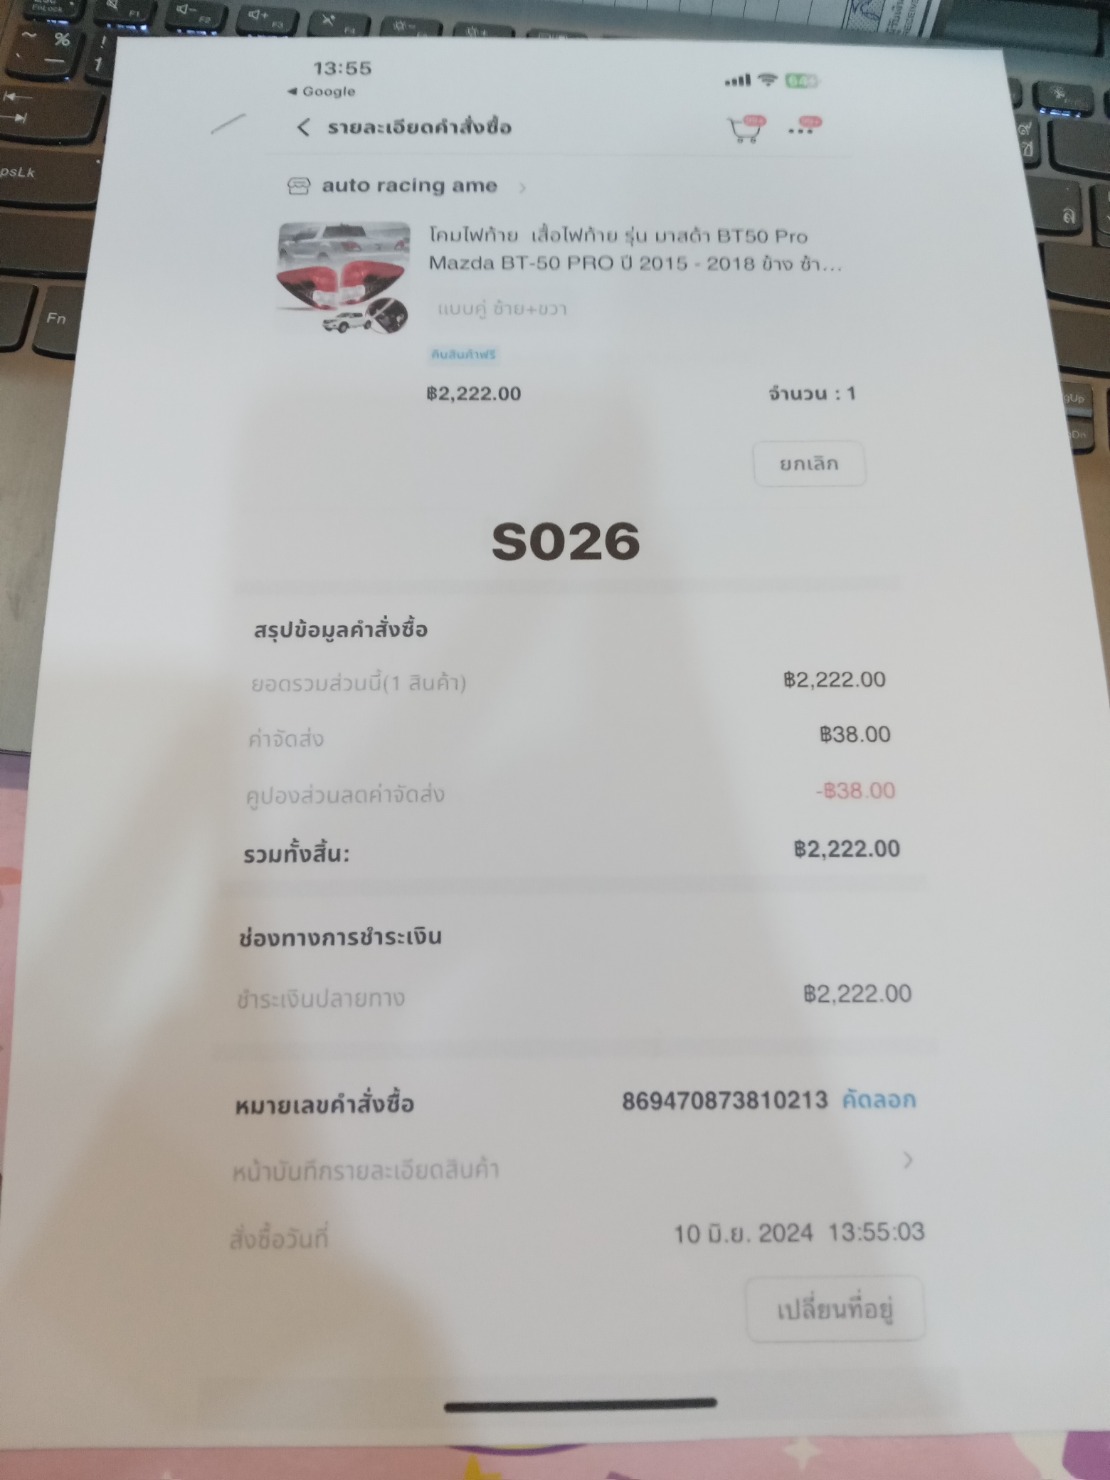 13:55
◄ Google
รายละเอียดคำสั่งซื้อ
auto racing ame
โคมไฟท้าย เสื้อไฟท้าย รุ่น มาสด้า BT50 Pro
Mazda BT-50 PRO ปี 2015 - 2018 ข้าง ซ้า...
แบบคู่ ซ้าย+ขวา
คืนสินค้าฟรี
฿2,222.00 จำนวน : 1
ยกเลิก
S026
สรุปข้อมูลคำสั่งซื้อ
ยอดรวมส่วนนี้(1 สินค้า) ฿2,222.00
ค่าจัดส่ง ฿38.00
คูปองส่วนลดค่าจัดส่ง -฿38.00
รวมทั้งสิ้น: ฿2,222.00
ช่องทางการชำระเงิน
ชำระเงินปลายทาง ฿2,222.00
หมายเลขคำสั่งซื้อ 869470873810213 คัดลอก
หน้าบันทึกรายละเอียดสินค้า
สั่งซื้อวันที่ 10 มิ.ย. 2024 13:55:03
เปลี่ยนที่อยู่
Fn